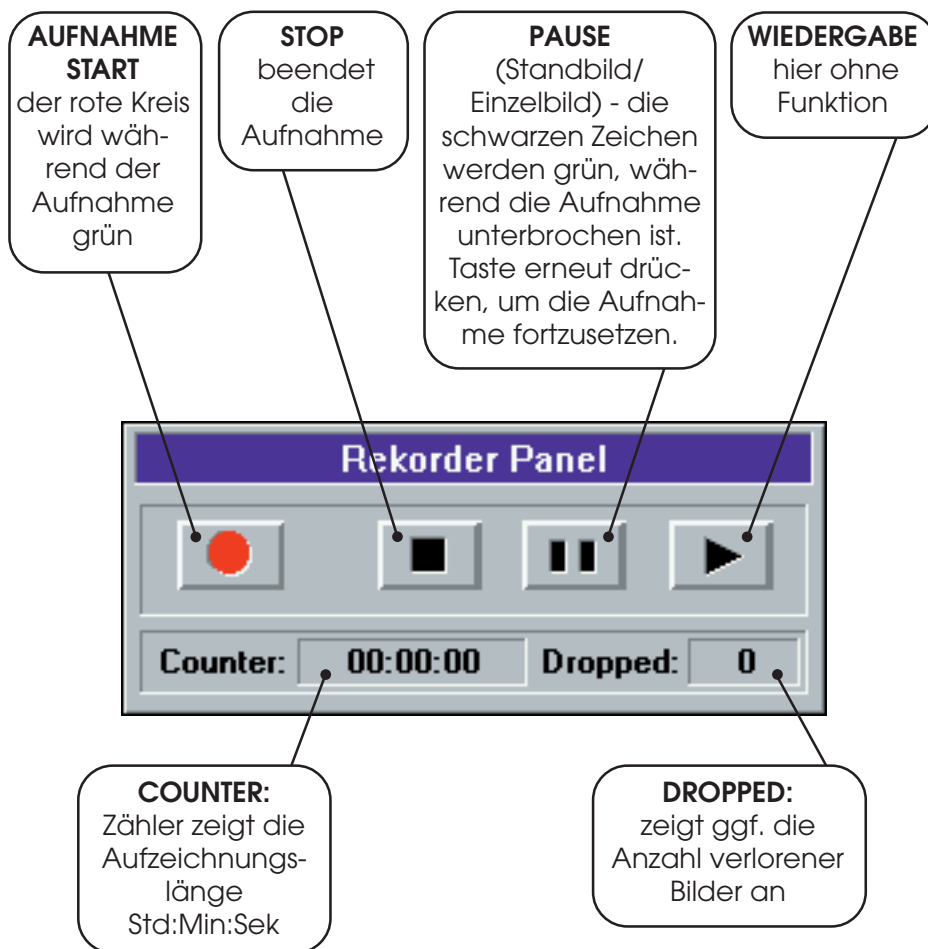 AUFNAHME
START
der rote Kreis
wird wäh-
rend der
Aufnahme
grün
STOP
beendet
die
Aufnahme
PAUSE
(Standbild/
Einzelbild) - die
schwarzen Zeichen
werden grün, wäh-
rend die Aufnahme
unterbrochen ist.
Taste erneut drüc-
ken, um die Aufnah-
me fortzusetzen.
WIEDERGABE
hier ohne
Funktion
Rekorder Panel
Counter: 00:00:00 Dropped: 0
COUNTER:
Zähler zeigt die
Aufzeichnungs-
länge
Std:Min:Sek
DROPPED:
zeigt ggf. die
Anzahl verlorener
Bilder an